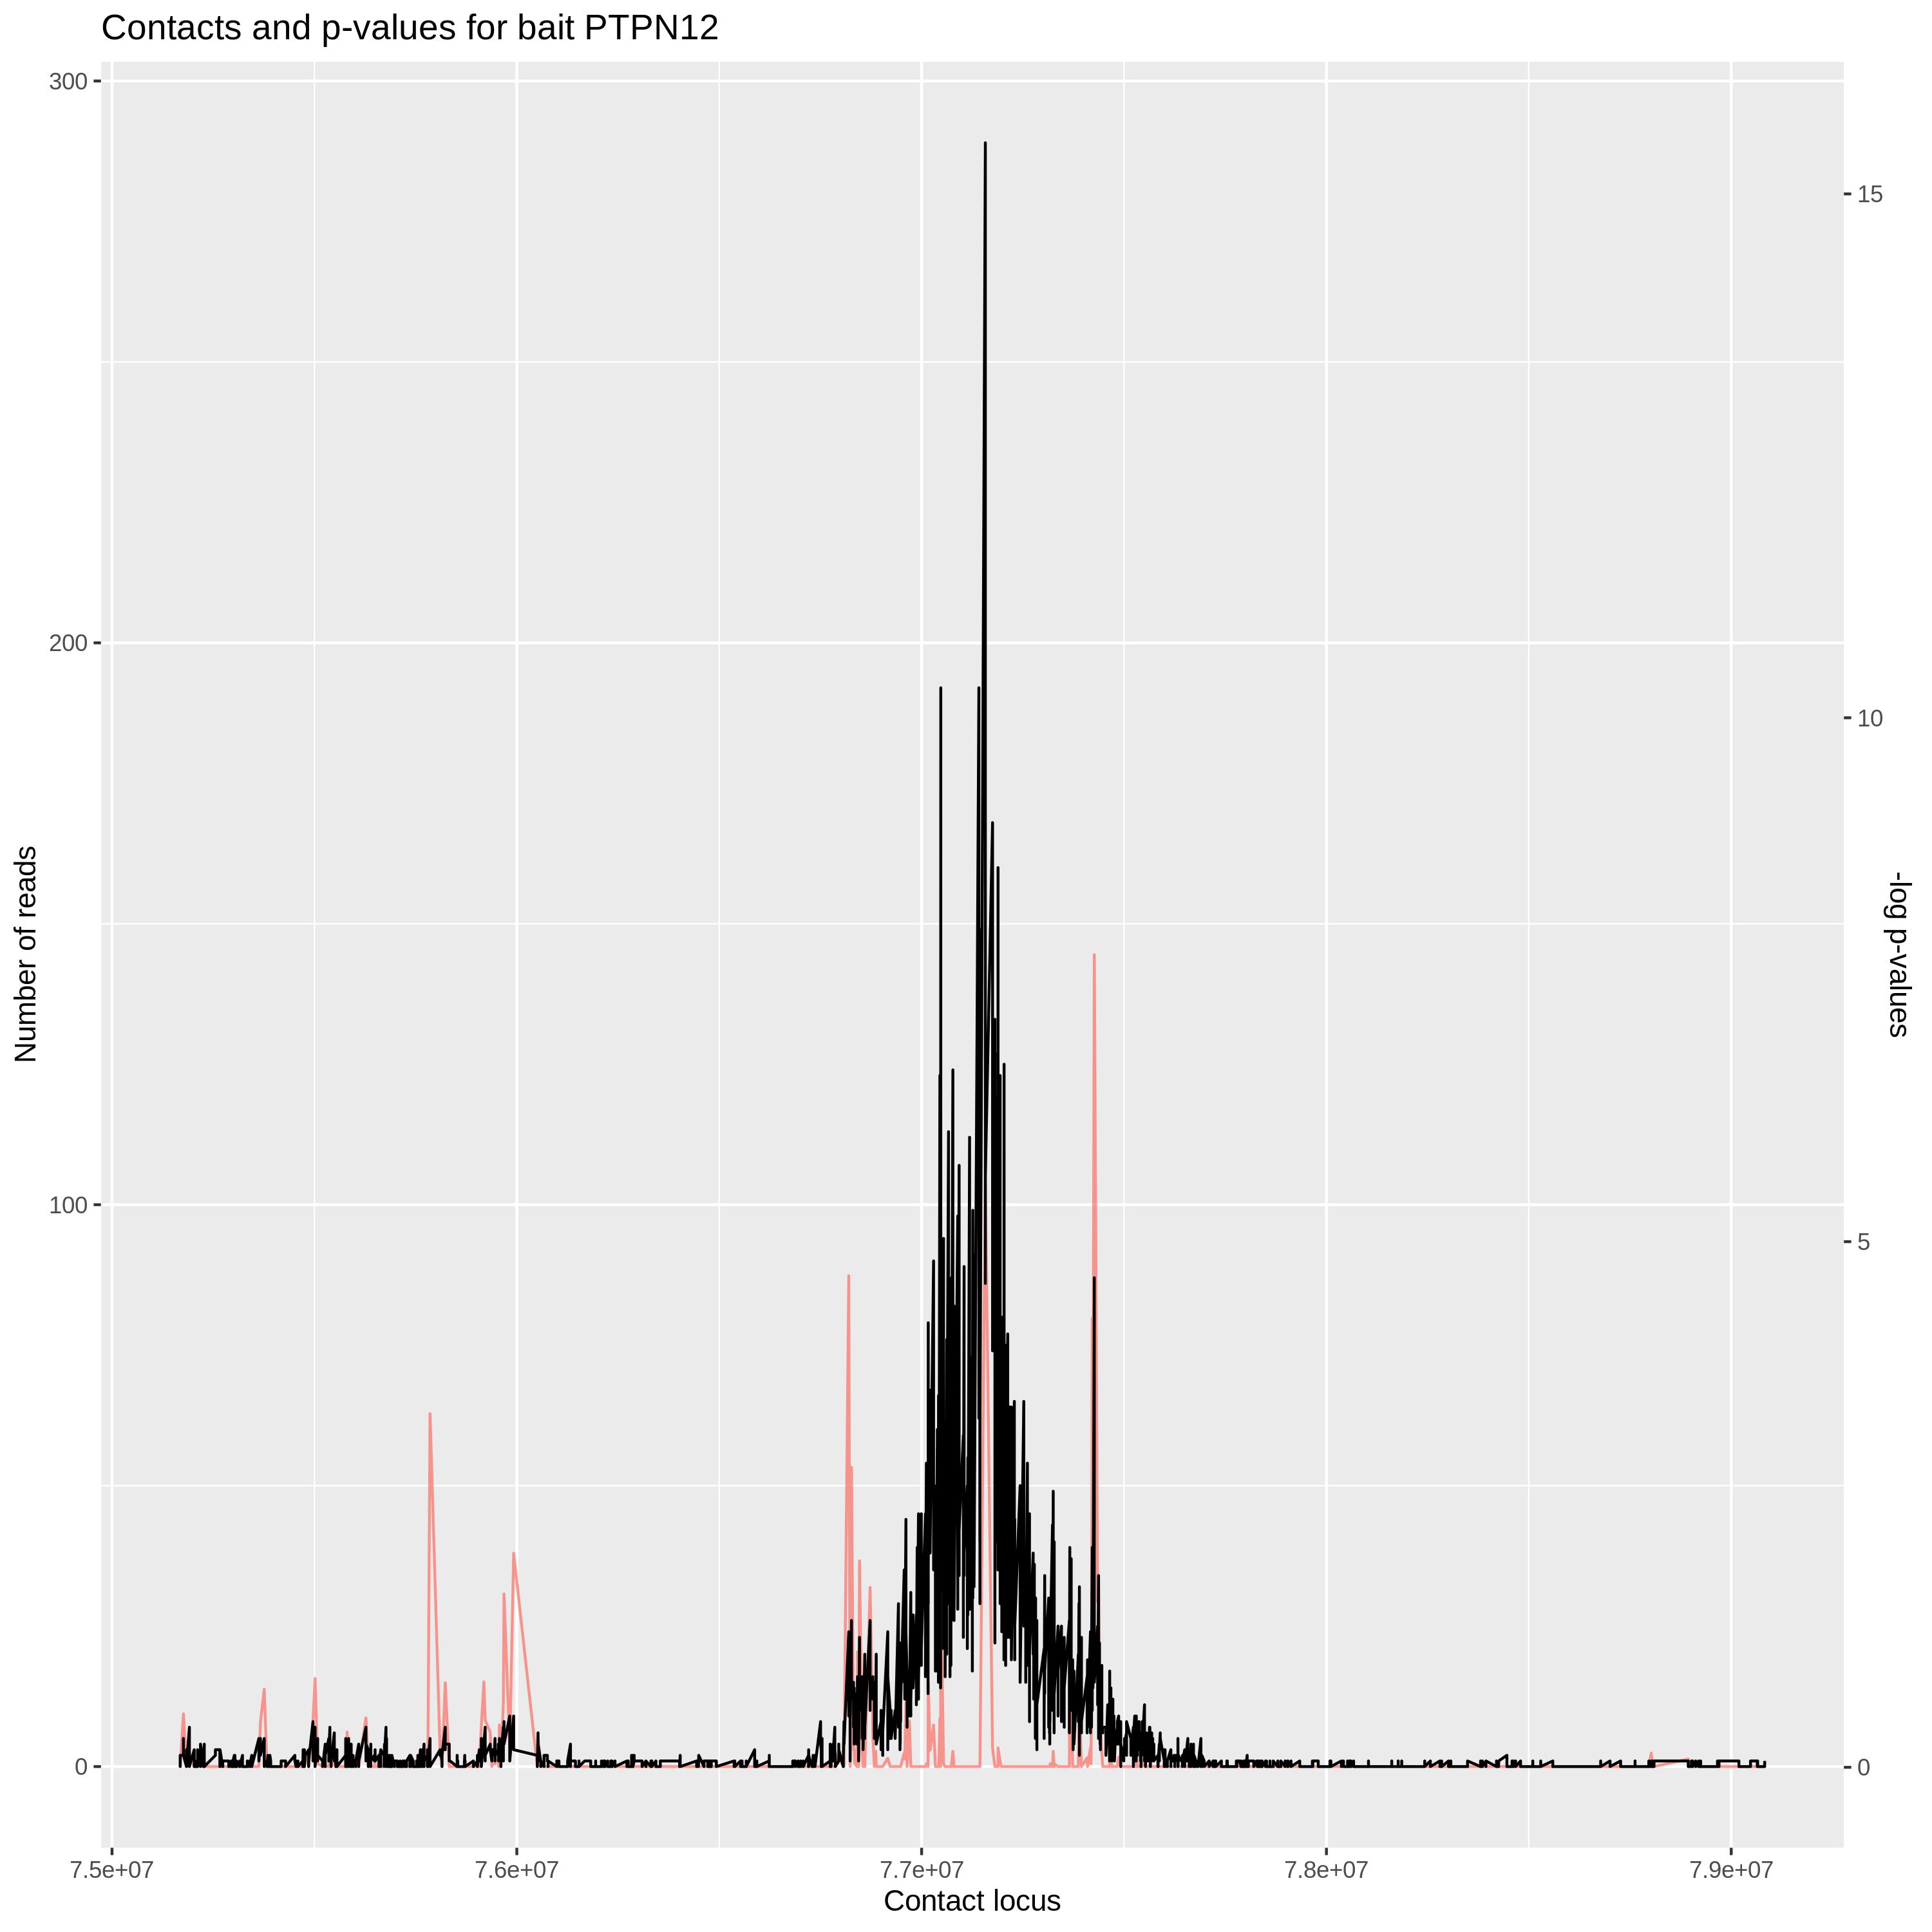 Contacts and p-values for bait PTPN12
300
200
100
0
Number of reads
15
10
5
0
-log p-values
7.5e+07
7.6e+07
7.7e+07
7.8e+07
7.9e+07
Contact locus